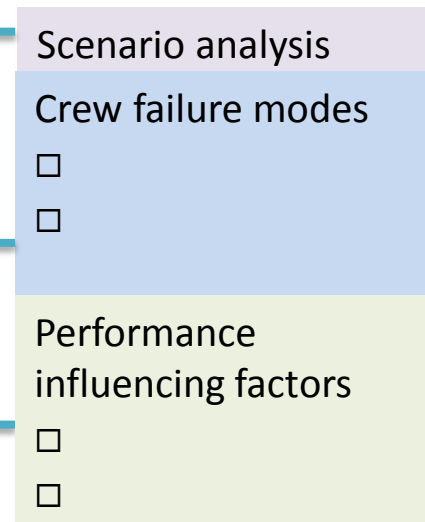 Scenario analysis
Crew failure modes
□
□
Performance
influencing factors
□
□